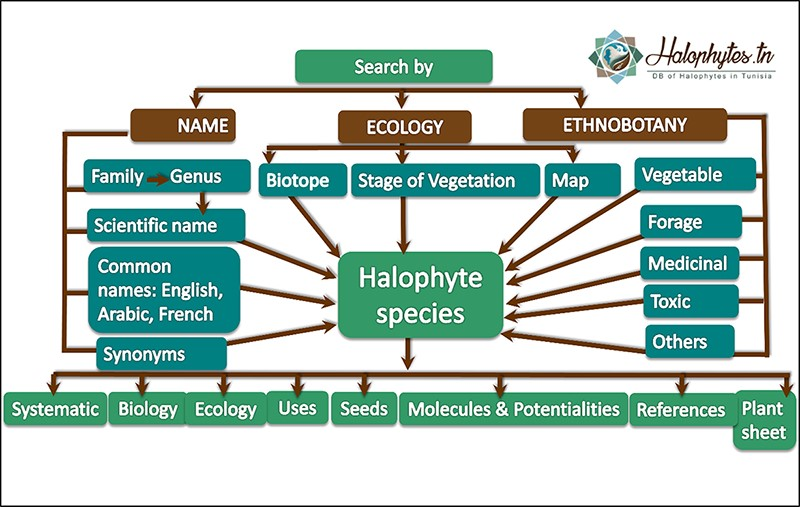 Halophytes.tn
DB of Halophytes in Tunisia
Search by
NAME
ECOLOGY
ETHNOBOTANY
Family
Genus
Scientific name
Common
names: English,
Arabic, French
Synonyms
Biotope
Stage of Vegetation
Map
Vegetable
Forage
Medicinal
Toxic
Others
Halophyte
species
Systematic
Biology
Ecology
Uses
Seeds
Molecules & Potentialities
References
Plant
sheet